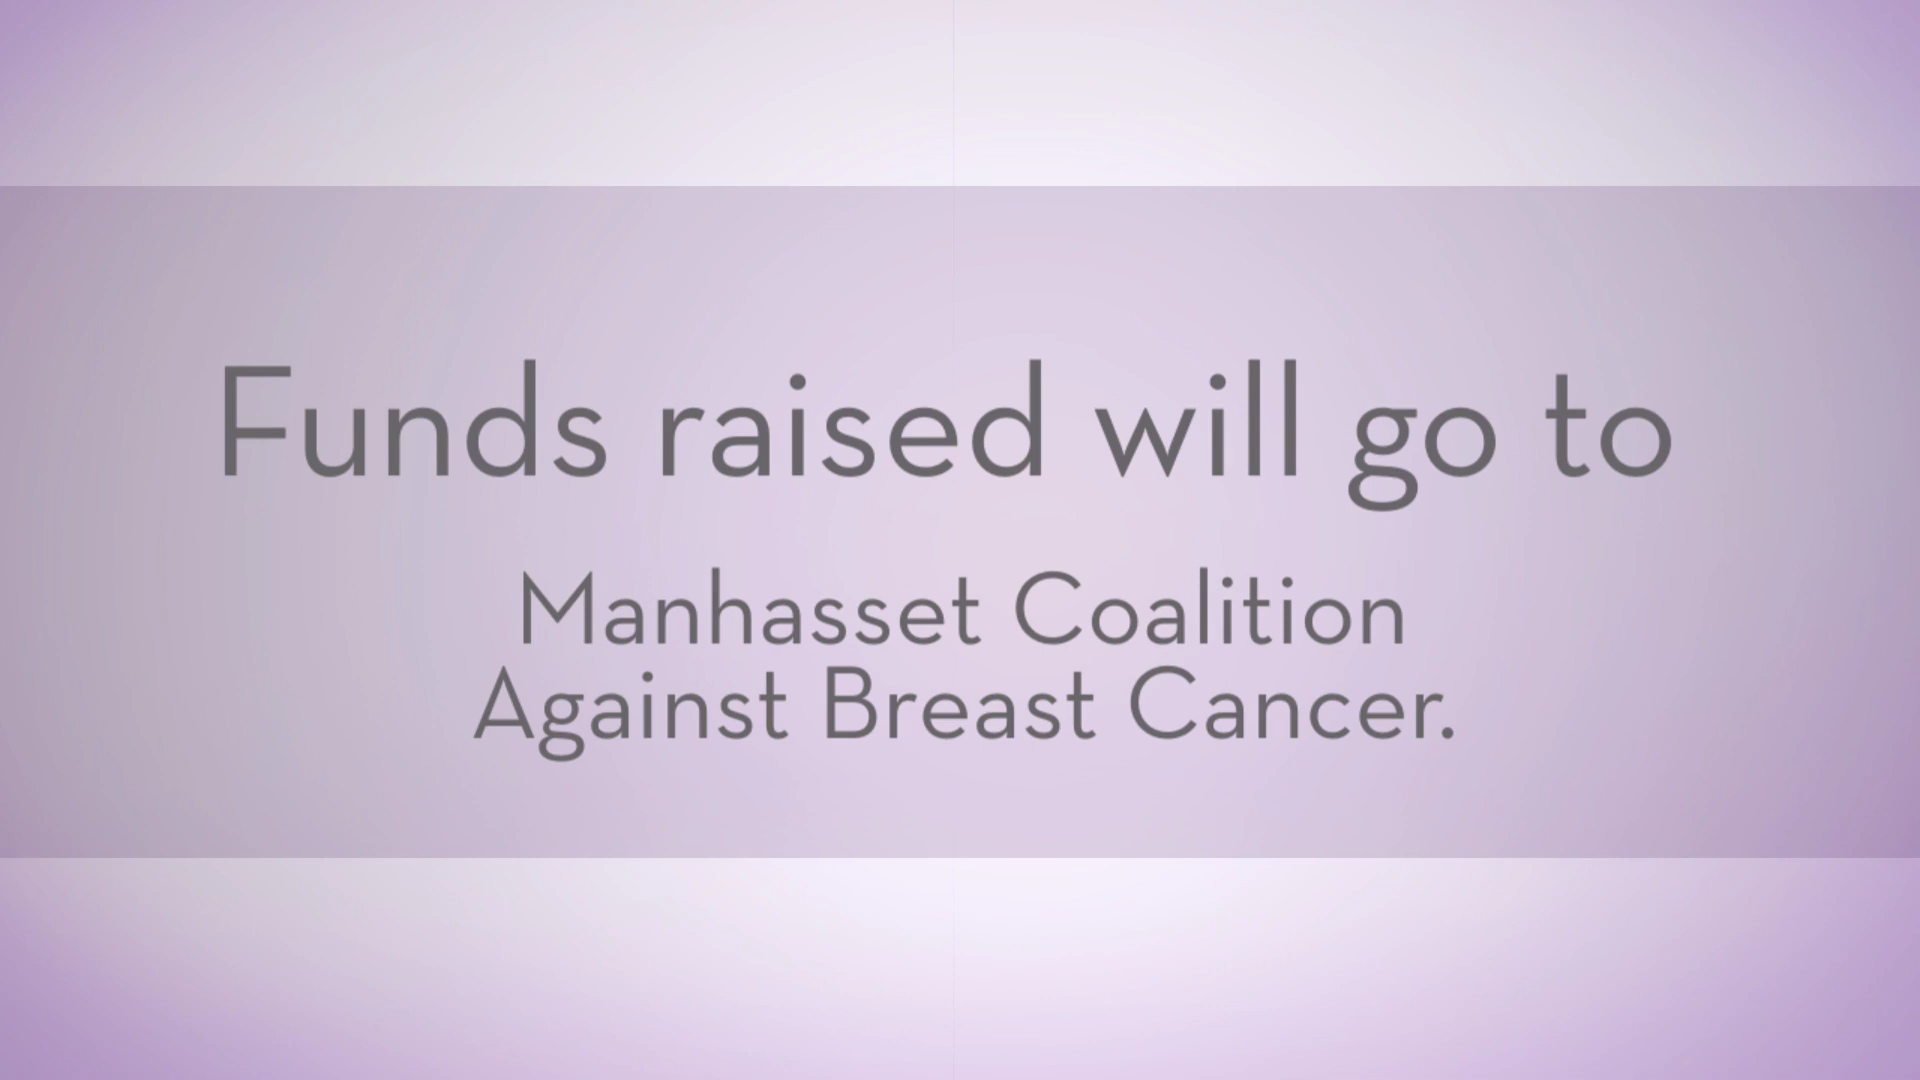 Funds raised will go to
Manhasset Coalition
Against Breast Cancer.